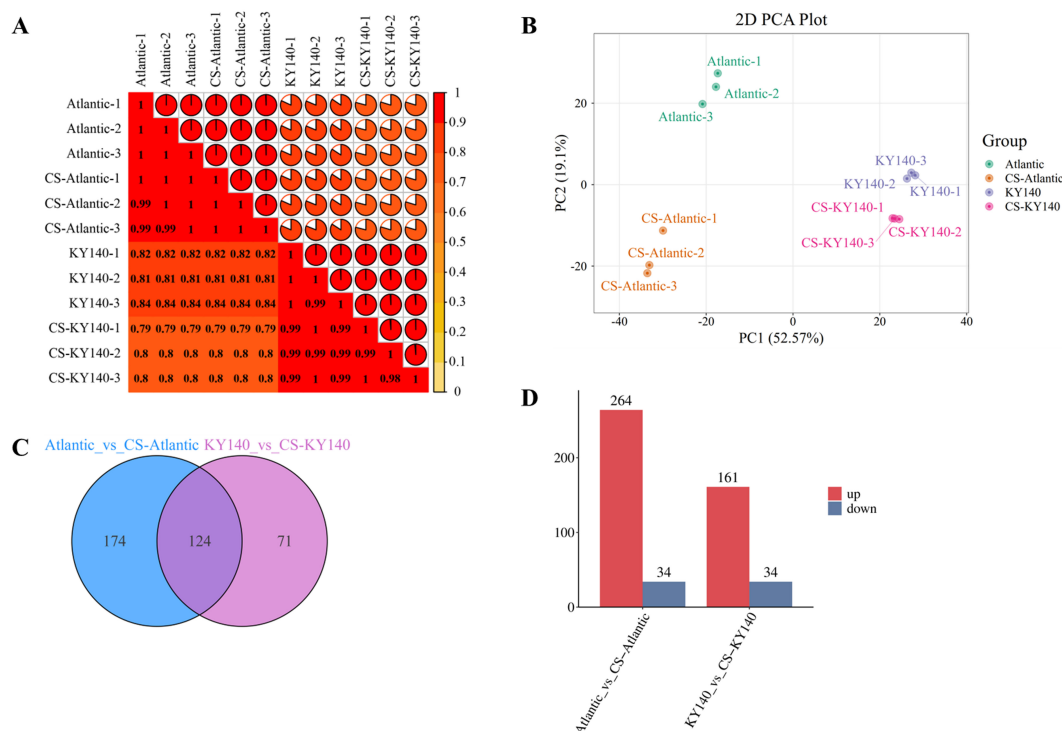 A
Atlantic-1 Atlantic-2 Atlantic-3 CS-Atlantic-1 CS-Atlantic-2 CS-Atlantic-3 KY140-1 KY140-2 KY140-3 CS-KY140-1 CS-KY140-2 CS-KY140-3
Atlantic-1 1
Atlantic-2 1 1
Atlantic-3 1 1 1
CS-Atlantic-1 1 1 1 1
CS-Atlantic-2 0.99 1 1 1 1
CS-Atlantic-3 0.99 0.99 1 1 1 1
KY140-1 0.82 0.82 0.82 0.82 0.82 0.82 1
KY140-2 0.81 0.81 0.81 0.81 0.81 0.81 1 1
KY140-3 0.84 0.84 0.84 0.84 0.84 0.84 1 0.99 1
CS-KY140-1 0.79 0.79 0.79 0.79 0.79 0.79 0.99 1 0.99 1
CS-KY140-2 0.8 0.8 0.8 0.8 0.8 0.8 0.99 0.99 0.99 0.99 1
CS-KY140-3 0.8 0.8 0.8 0.8 0.8 0.8 0.99 1 0.99 1 0.98 1
1
0.9
0.8
0.7
0.6
0.5
0.4
0.3
0.2
0.1
0
B
2D PCA Plot
PC2 (19.1%)
20
0
-20
-40 -20 0 20 40
PC1 (52.57%)
Atlantic-1
Atlantic-2
Atlantic-3
KY140-3
KY140-2
KY140-1
CS-KY140-1
CS-KY140-2
CS-KY140-3
CS-Atlantic-1
CS-Atlantic-2
CS-Atlantic-3
Group
Atlantic
CS-Atlantic
KY140
CS-KY140
C
Atlantic_vs_CS-Atlantic KY140_vs_CS-KY140
174 124 71
D
264
34
161
34
200
100
0
up
down
Atlantic_vs_CS-Atlantic
KY140_vs_CS-KY140